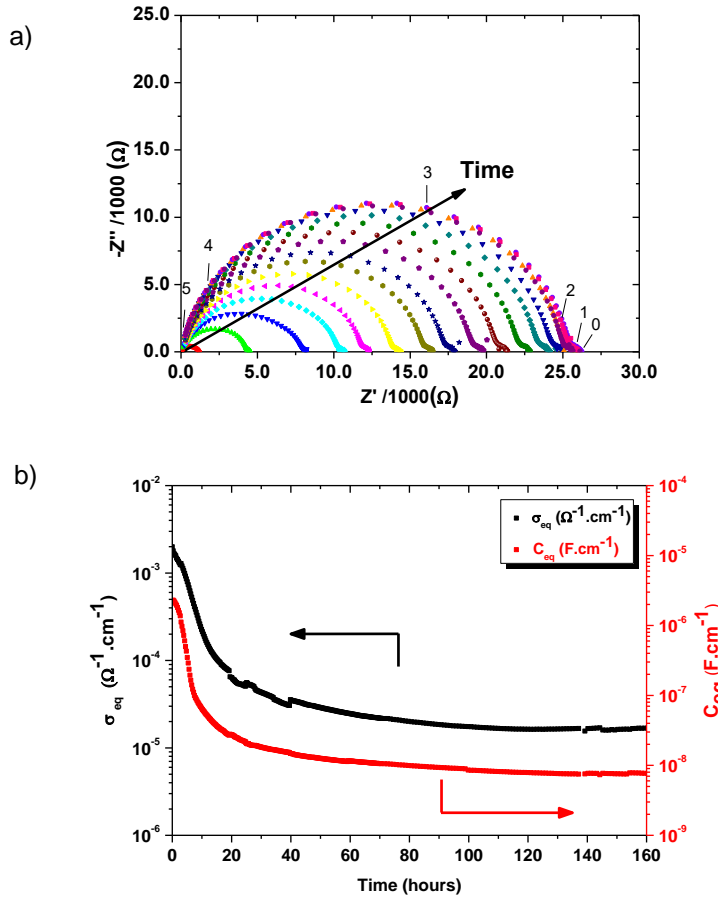 a)
25.0
20.0
15.0
10.0
5.0
0.0
-Z'' /1000 (Ω)
5
4
3
Time
2
1
0
0.0 5.0 10.0 15.0 20.0 25.0 30.0
Z' /1000(Ω)
b)
10⁻²
10⁻³
10⁻⁴
10⁻⁵
10⁻⁶
σ eq (Ω⁻¹.cm⁻¹)
σeq (Ω⁻¹.cm⁻¹)
Ceq (F.cm⁻¹)
10⁻⁴
10⁻⁵
10⁻⁶
10⁻⁷
10⁻⁸
10⁻⁹
Ceq (F.cm⁻¹)
0 20 40 60 80 100 120 140 160
Time (hours)